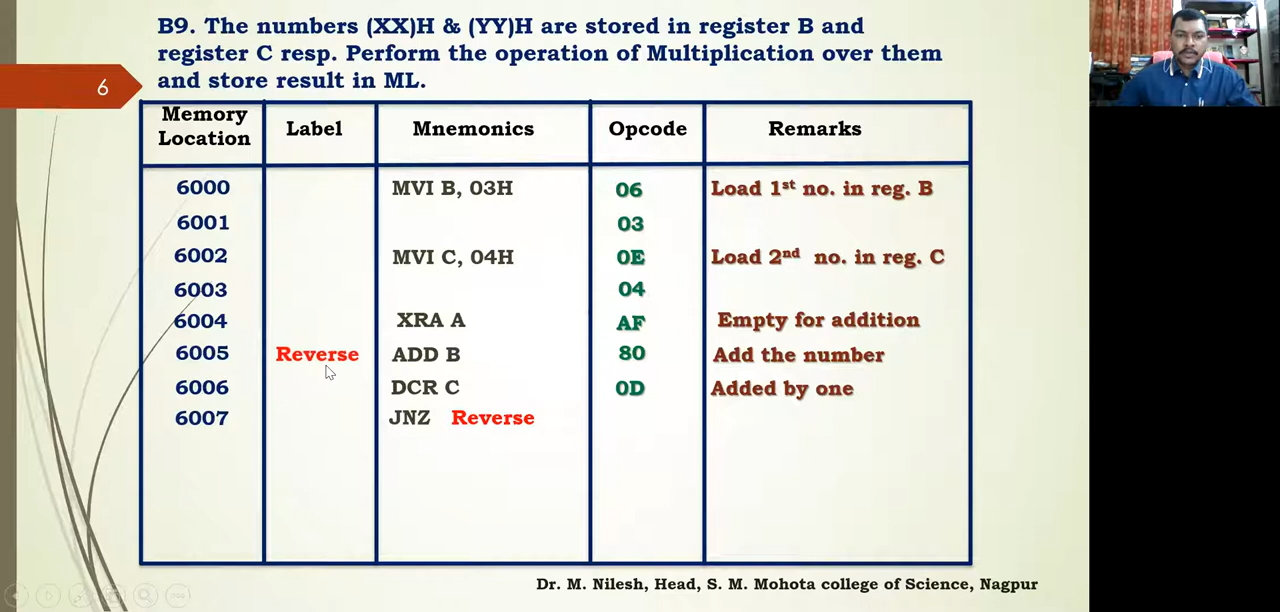 B9. The numbers (XX)H & (YY)H are stored in register B and
register C resp. Perform the operation of Multiplication over them
and store result in ML.
6
Memory Location Label Mnemonics Opcode Remarks
6000 MVI B, 03H 06 Load 1st no. in reg. B
6001 03
6002 MVI C, 04H 0E Load 2nd no. in reg. C
6003 04
6004 XRA A AF Empty for addition
6005 Reverse ADD B 80 Add the number
6006 DCR C 0D Added by one
6007 JNZ Reverse
Dr. M. Nilesh, Head, S. M. Mohota college of Science, Nagpur